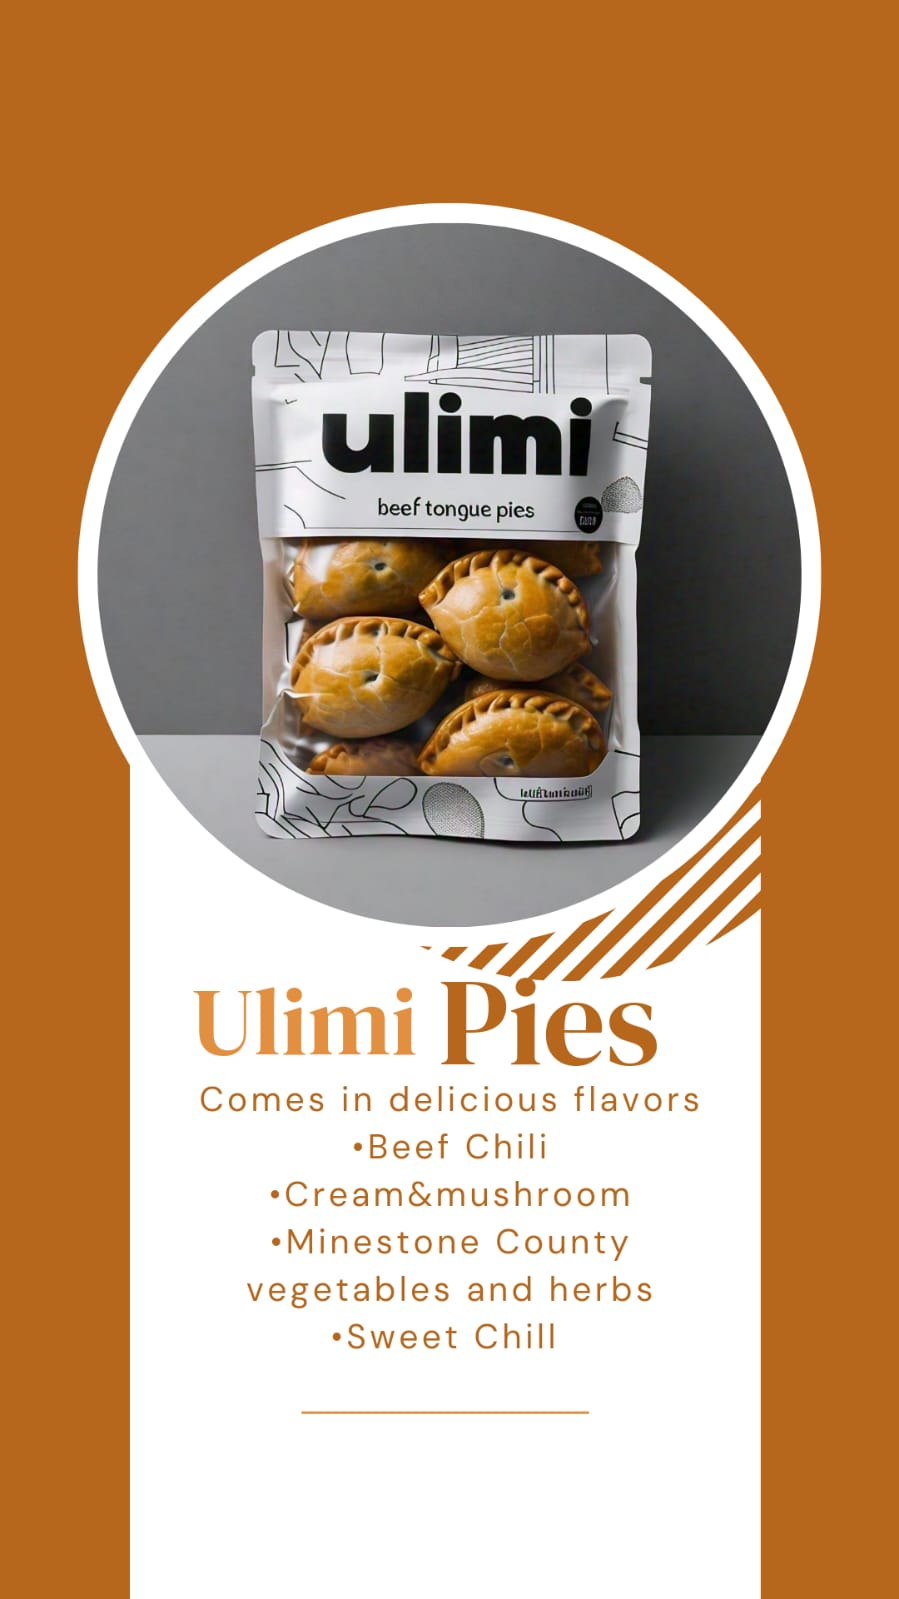 ulimi
beef tongue pies
Ulimi Pies
Comes in delicious flavors
•Beef Chili
•Cream&mushroom
•Minestone County
vegetables and herbs
•Sweet Chill